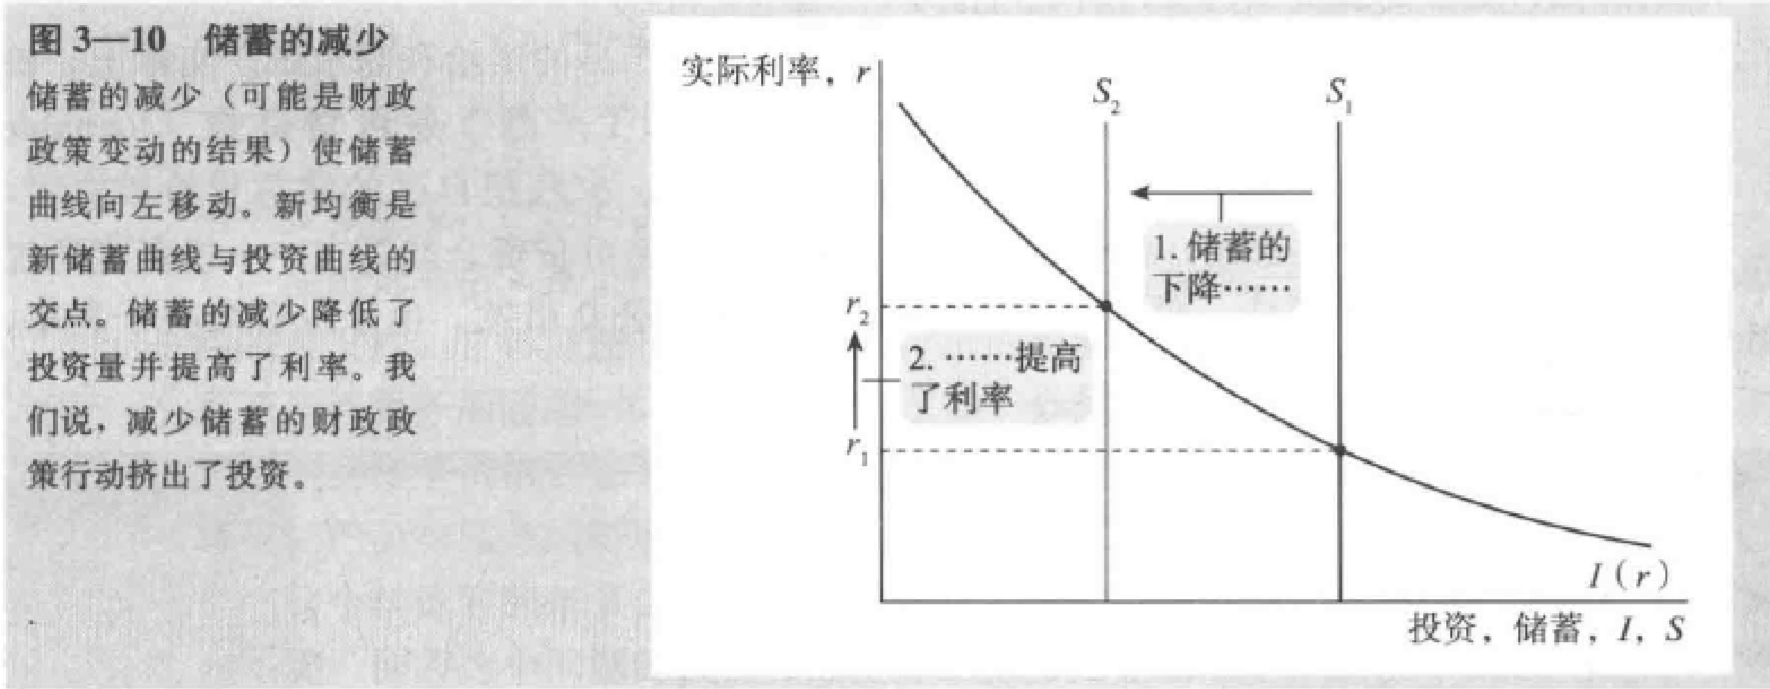 图 3—10 储蓄的减少
储蓄的减少（可能是财政
政策变动的结果）使储蓄
曲线向左移动。新均衡是
新储蓄曲线与投资曲线的
交点。储蓄的减少降低了
投资量并提高了利率。我
们说，减少储蓄的财政政
策行动挤出了投资。
实际利率，r
S₂
S₁
1. 储蓄的
下降……
r₂
2. ……提高
了利率
r₁
I（r）
投资，储蓄，I，S